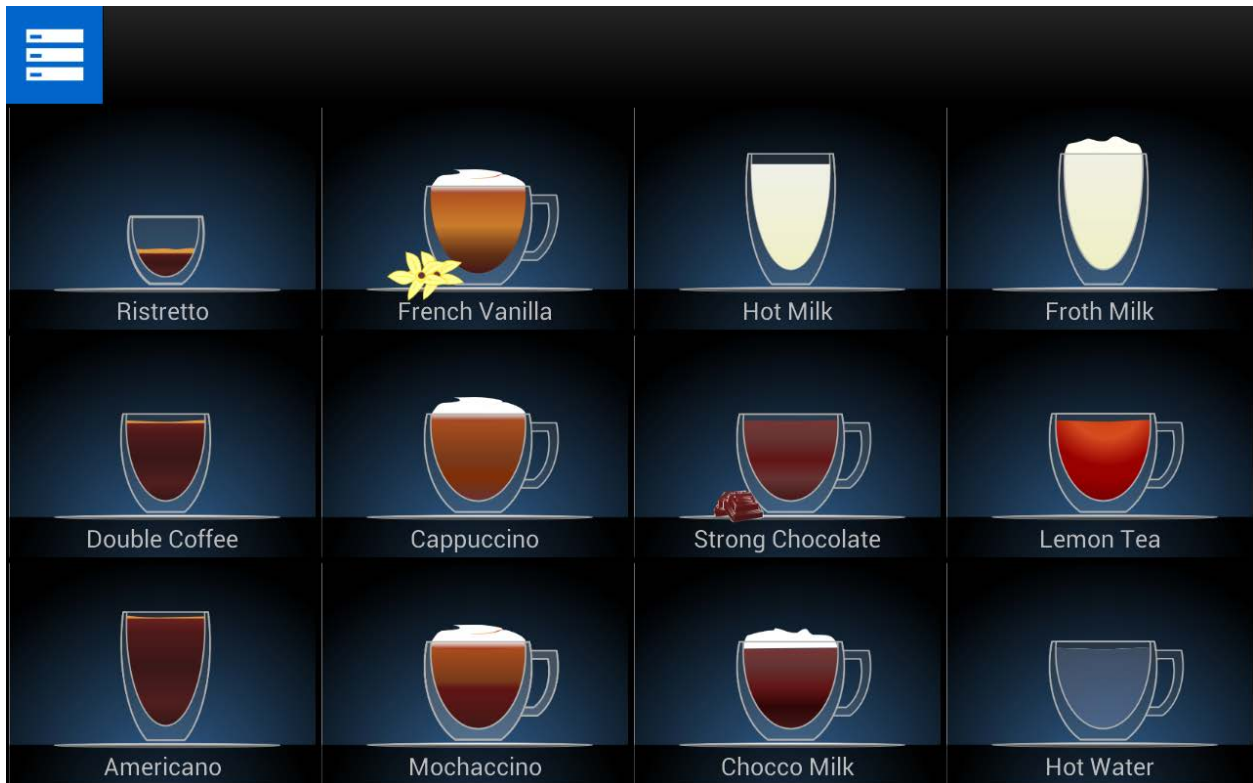 Ristretto
French Vanilla
Hot Milk
Froth Milk
Double Coffee
Cappuccino
Strong Chocolate
Lemon Tea
Americano
Mochaccino
Chocco Milk
Hot Water